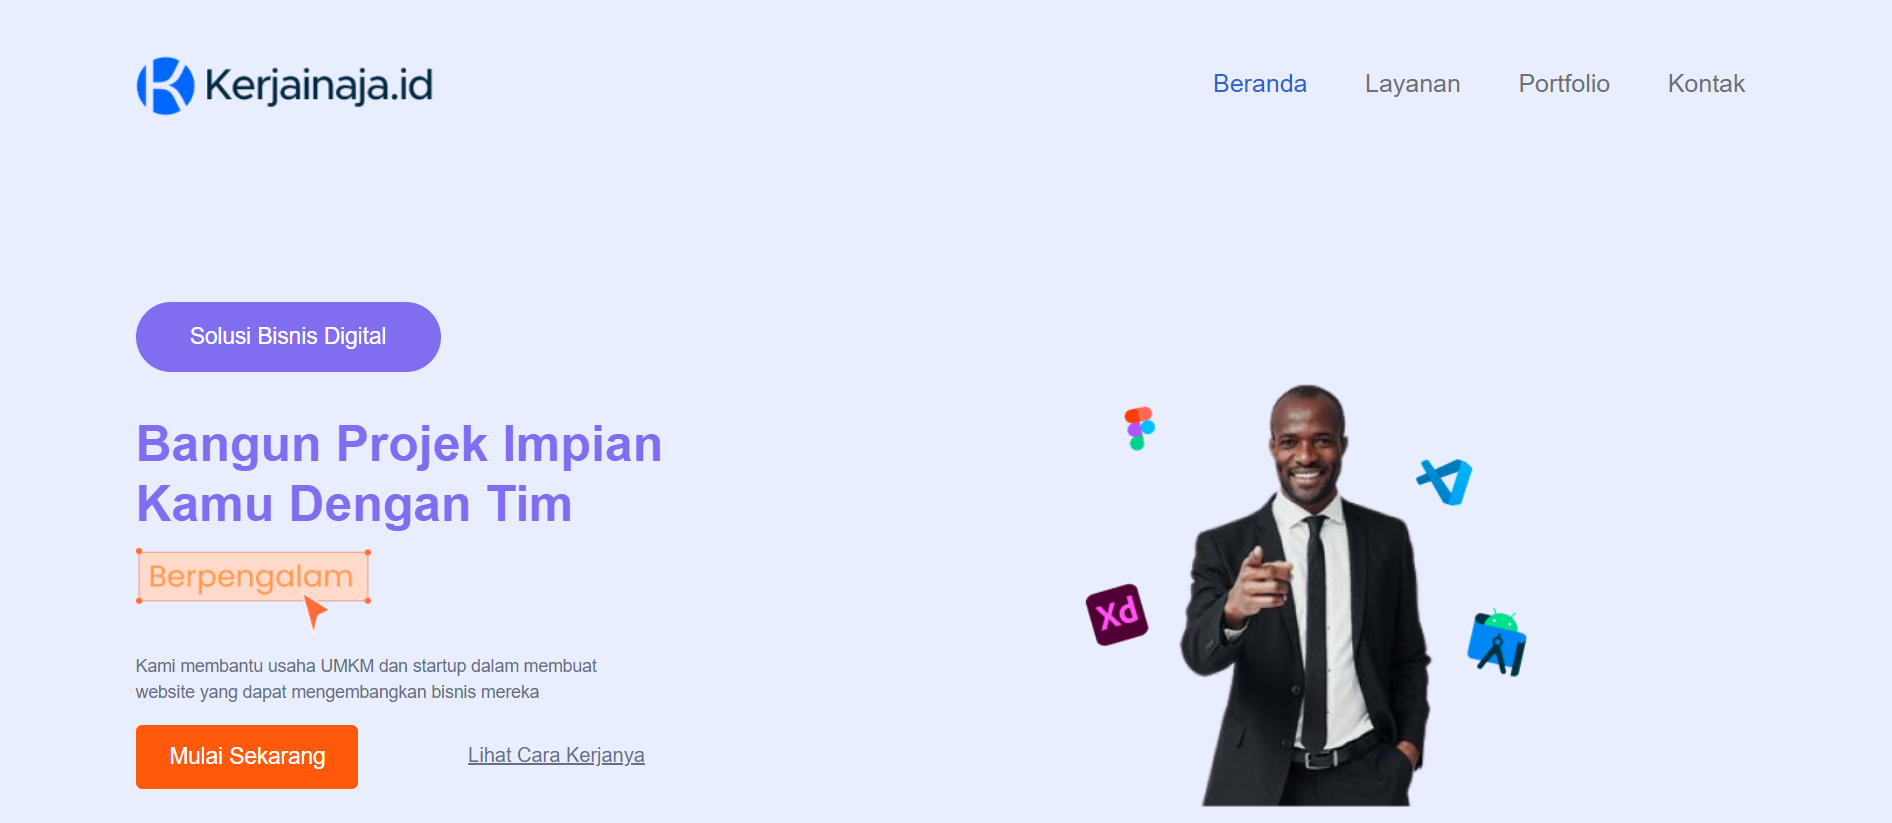 Kerjainaja.id
Beranda
Layanan
Portfolio
Kontak
Solusi Bisnis Digital
Bangun Projek Impian
Kamu Dengan Tim
Berpengalam
Kami membantu usaha UMKM dan startup dalam membuat
website yang dapat mengembangkan bisnis mereka
Mulai Sekarang
Lihat Cara Kerjanya
Xd